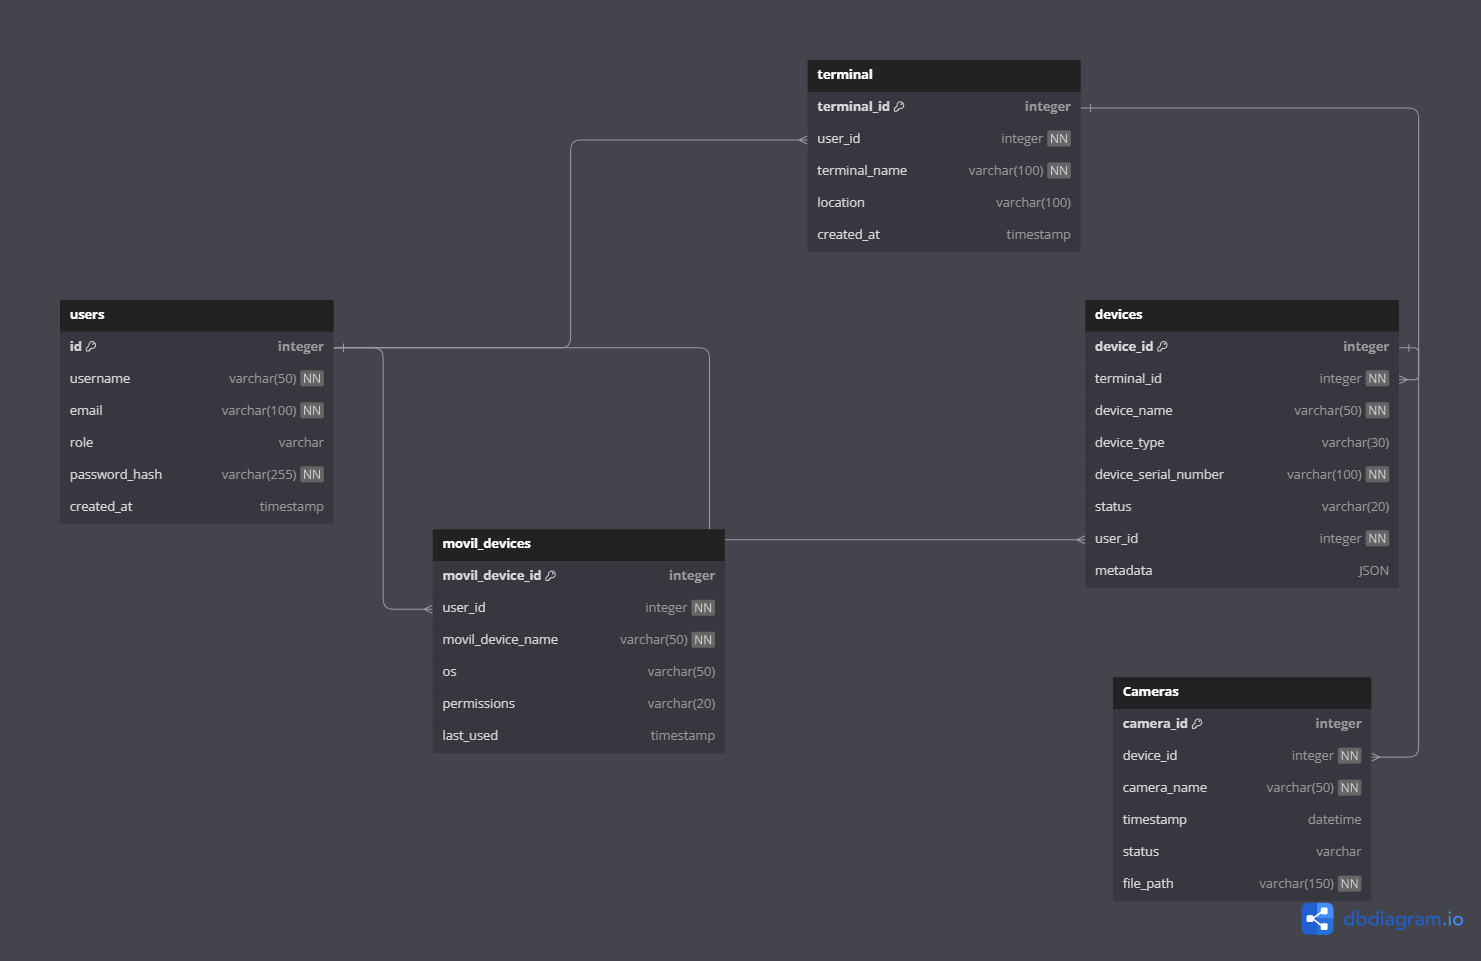 terminal
terminal_id integer
user_id integer NN
terminal_name varchar(100) NN
location varchar(100)
created_at timestamp
users
id integer
username varchar(50) NN
email varchar(100) NN
role varchar
password_hash varchar(255) NN
created_at timestamp
devices
device_id integer
terminal_id integer NN
device_name varchar(50) NN
device_type varchar(30)
device_serial_number varchar(100) NN
status varchar(20)
user_id integer NN
metadata JSON
movil_devices
movil_device_id integer
user_id integer NN
movil_device_name varchar(50) NN
os varchar(50)
permissions varchar(20)
last_used timestamp
Cameras
camera_id integer
device_id integer NN
camera_name varchar(50) NN
timestamp datetime
status varchar
file_path varchar(150) NN
dbdiagram.io